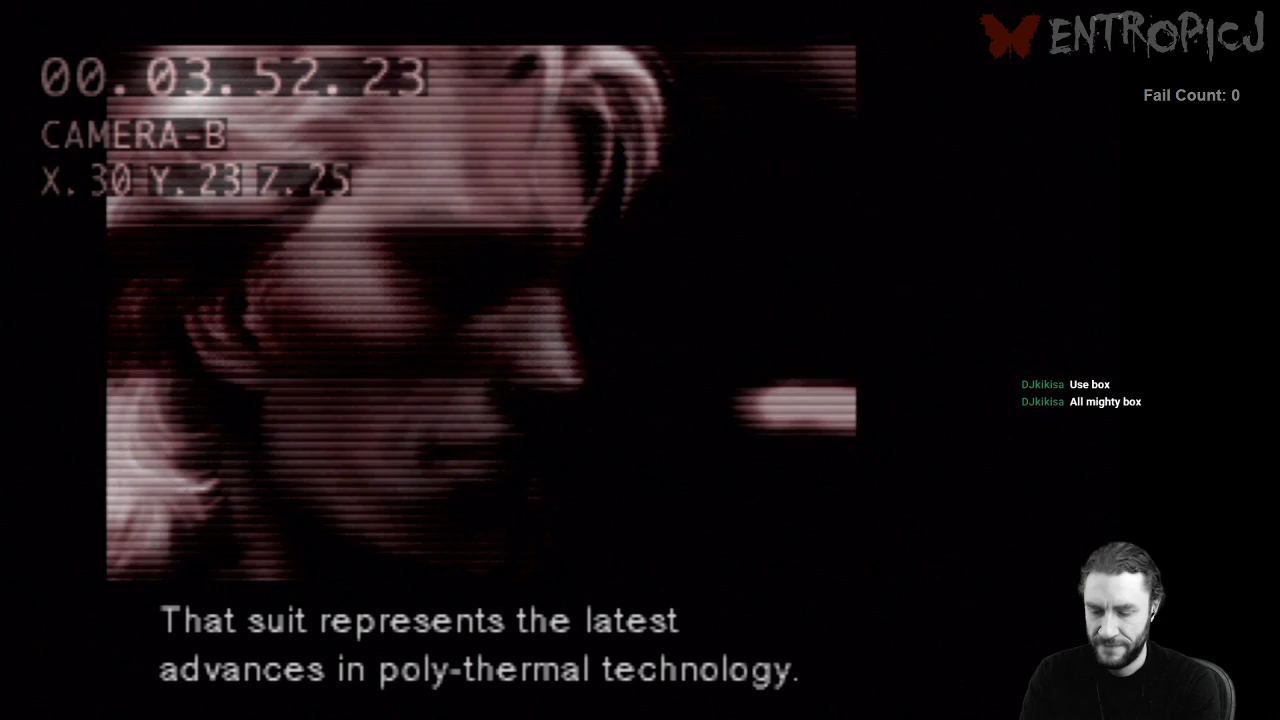 00.03.52.23
CAMERA-B
X.30 Y.23 Z.25
ENTROPICJ
Fail Count: 0
DJkikisa Use box
DJkikisa All mighty box
That suit represents the latest
advances in poly-thermal technology.